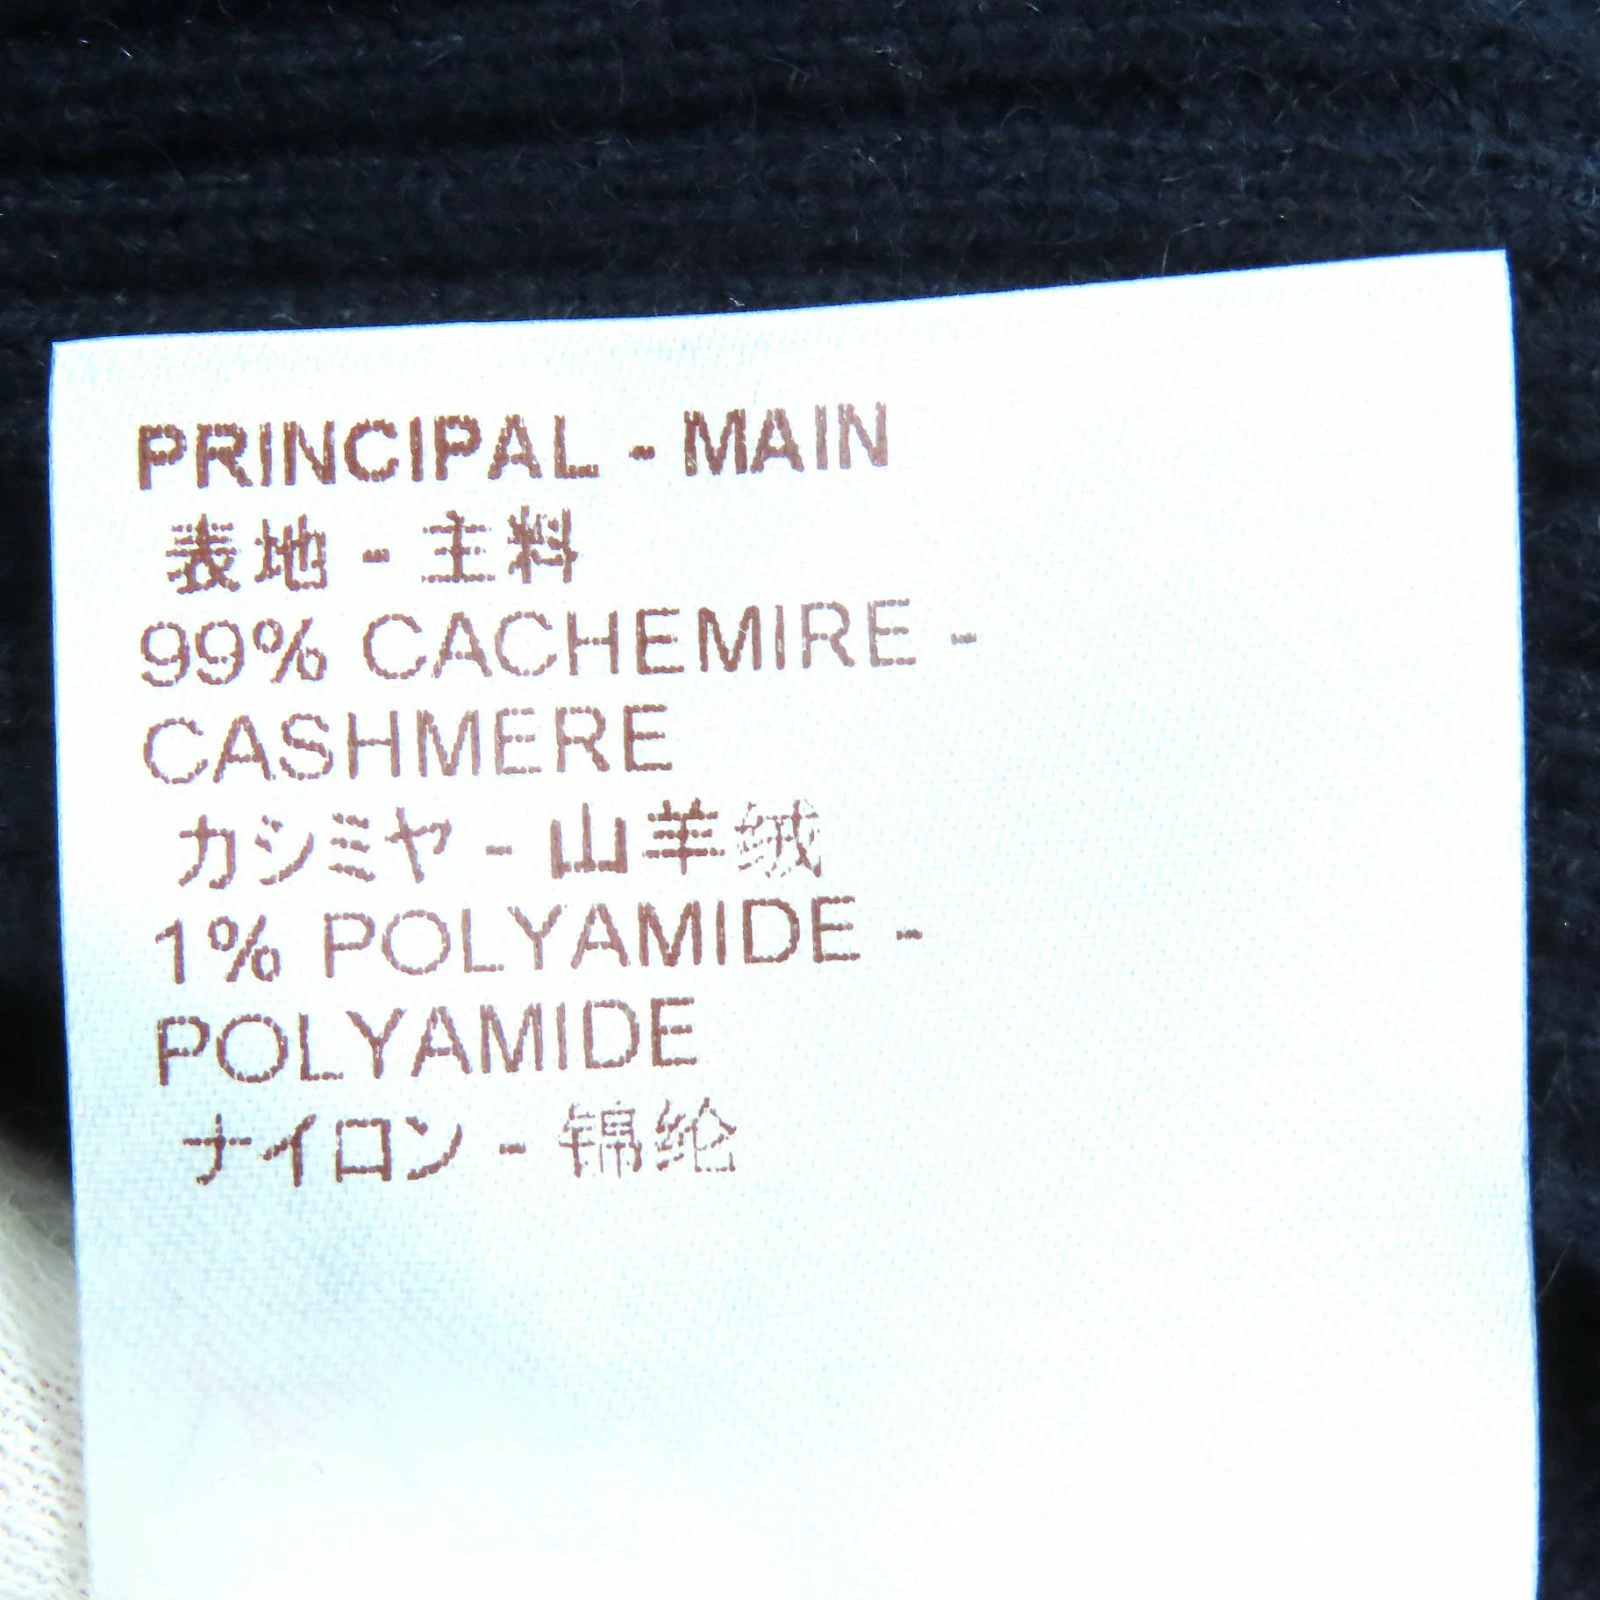 PRINCIPAL - MAIN
表地 - 主料
99% CACHEMIRE -
CASHMERE
カシミヤ - 山羊绒
1% POLYAMIDE -
POLYAMIDE
ナイロン - 锦纶